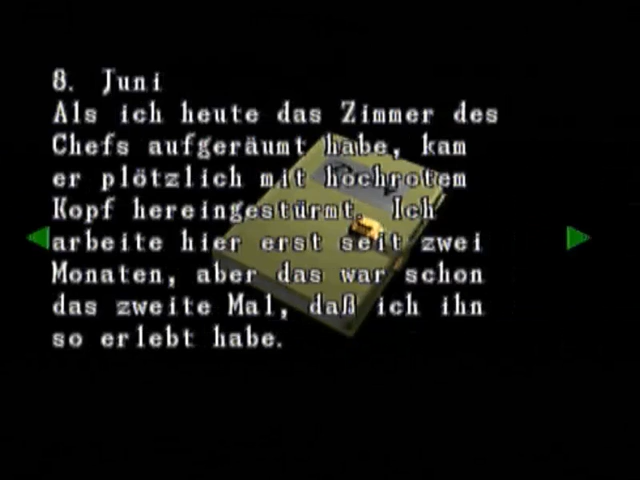 8. Juni
Als ich heute das Zimmer des
Chefs aufgeräumt habe, kam
er plötzlich mit hochrotem
Kopf hereingestürmt. Ich
arbeite hier erst seit zwei
Monaten, aber das war schon
das zweite Mal, daß ich ihn
so erlebt habe.